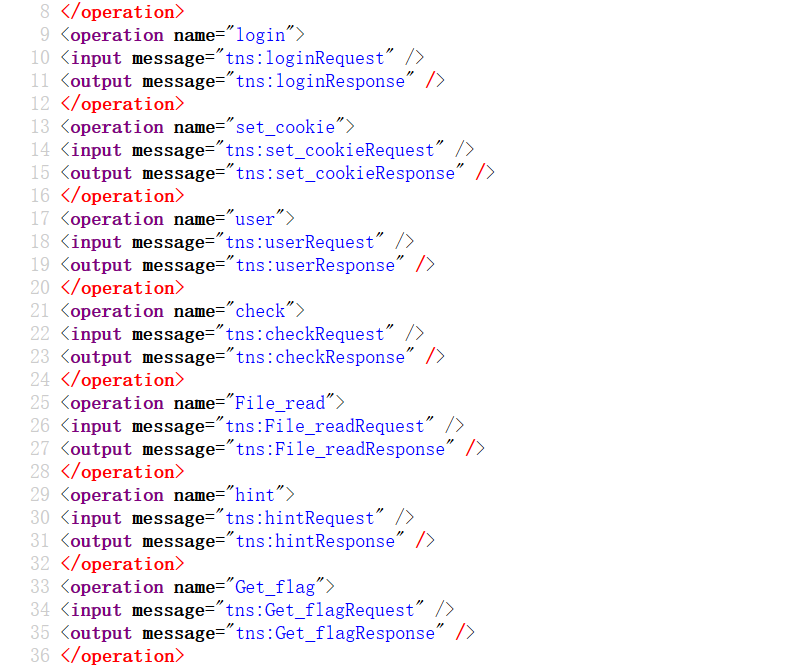 8 </operation>
9 <operation name="login">
10 <input message="tns:loginRequest" />
11 <output message="tns:loginResponse" />
12 </operation>
13 <operation name="set_cookie">
14 <input message="tns:set_cookieRequest" />
15 <output message="tns:set_cookieResponse" />
16 </operation>
17 <operation name="user">
18 <input message="tns:userRequest" />
19 <output message="tns:userResponse" />
20 </operation>
21 <operation name="check">
22 <input message="tns:checkRequest" />
23 <output message="tns:checkResponse" />
24 </operation>
25 <operation name="File_read">
26 <input message="tns:File_readRequest" />
27 <output message="tns:File_readResponse" />
28 </operation>
29 <operation name="hint">
30 <input message="tns:hintRequest" />
31 <output message="tns:hintResponse" />
32 </operation>
33 <operation name="Get_flag">
34 <input message="tns:Get_flagRequest" />
35 <output message="tns:Get_flagResponse" />
36 </operation>